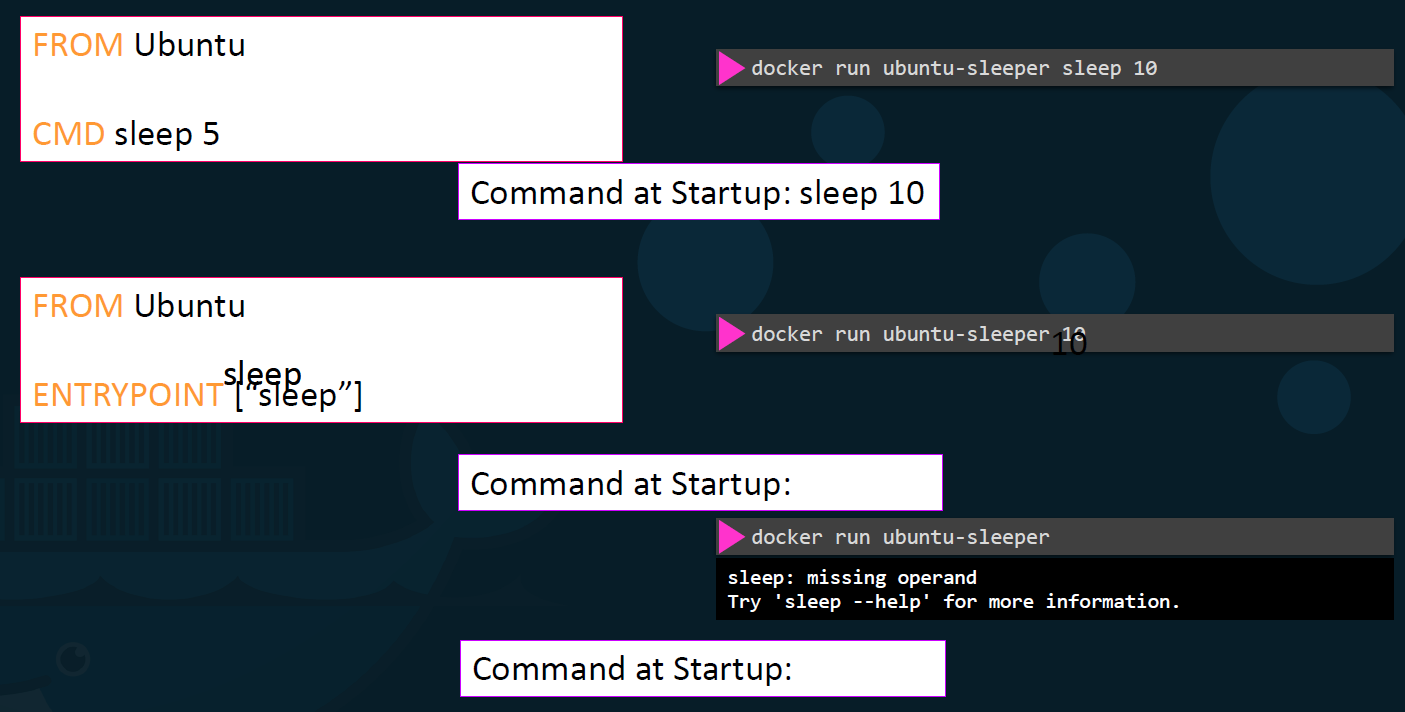 FROM Ubuntu
CMD sleep 5
docker run ubuntu-sleeper sleep 10
Command at Startup: sleep 10
FROM Ubuntu
sleep
ENTRYPOINT [“sleep”]
docker run ubuntu-sleeper 10
10
Command at Startup:
docker run ubuntu-sleeper
sleep: missing operand
Try 'sleep --help' for more information.
Command at Startup: